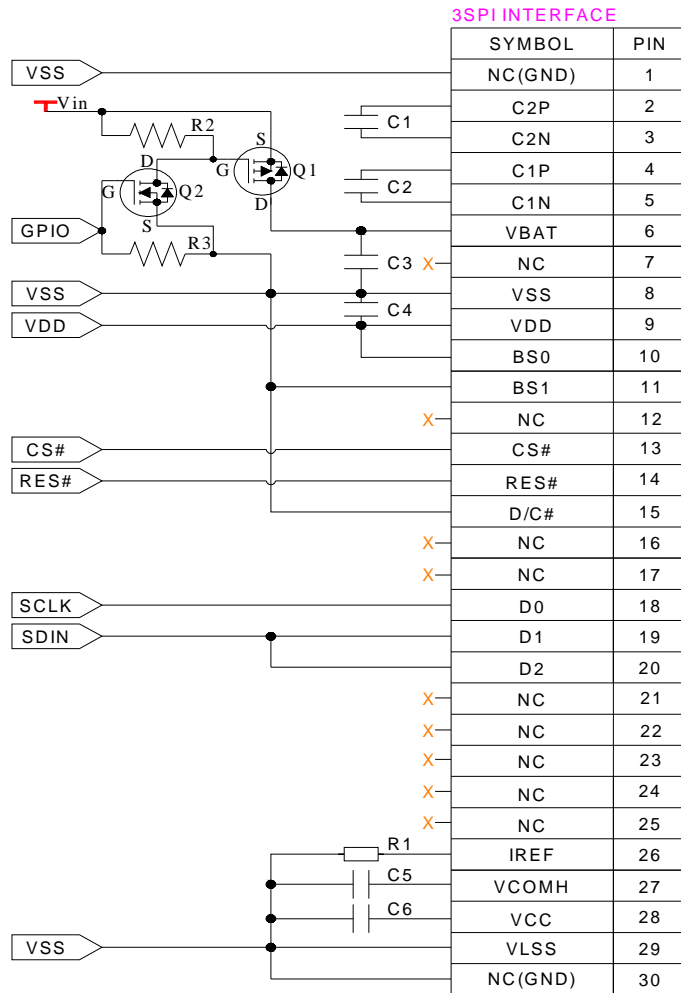 3SPI INTERFACE
SYMBOL PIN
VSS NC(GND) 1
Vin C2P 2
C1
R2 S C2N 3
D G Q1 C1P 4
G Q2 C2
D C1N 5
S
GPIO VBAT 6
R3 C3 X NC 7
VSS VSS 8
C4
VDD VDD 9
BS0 10
BS1 11
X NC 12
CS# CS# 13
RES# RES# 14
D/C# 15
X NC 16
X NC 17
SCLK D0 18
SDIN D1 19
D2 20
X NC 21
X NC 22
X NC 23
X NC 24
X NC 25
R1 IREF 26
C5 VCOMH 27
C6 VCC 28
VSS VLSS 29
NC(GND) 30